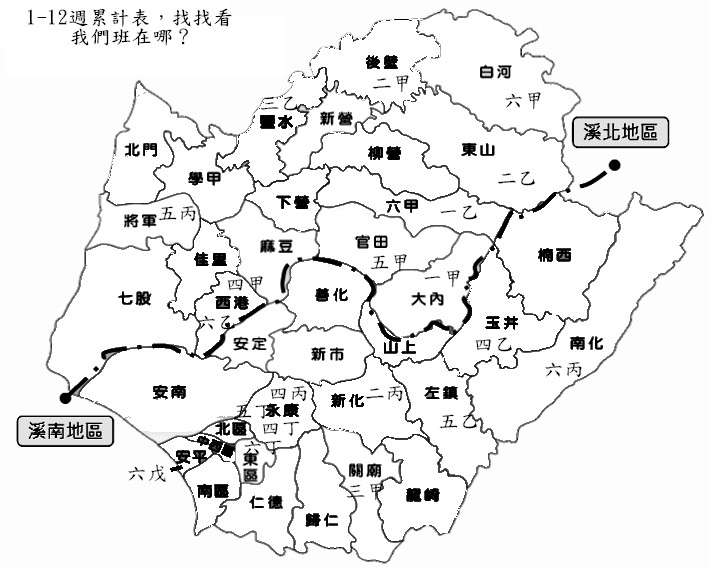 1-12週累計表，找找看
我們班在哪？
後壁
二甲
白河
六甲
三乙
鹽水
新營
溪北地區
北門
學甲
柳營
東山
二乙
下營
六甲
一乙
將軍
五丙
麻豆
官田
五甲
楠西
佳里
四甲
一甲
七股
西港
善化
大內
六乙
玉井
四乙
安定
新市
山上
南化
六丙
安南
四丙
新化
二丙
左鎮
五丁
永康
五乙
溪南地區
北區
四丁
中西區
六丁
安平
東區
六戊
關廟
三甲
龍崎
南區
仁德
歸仁